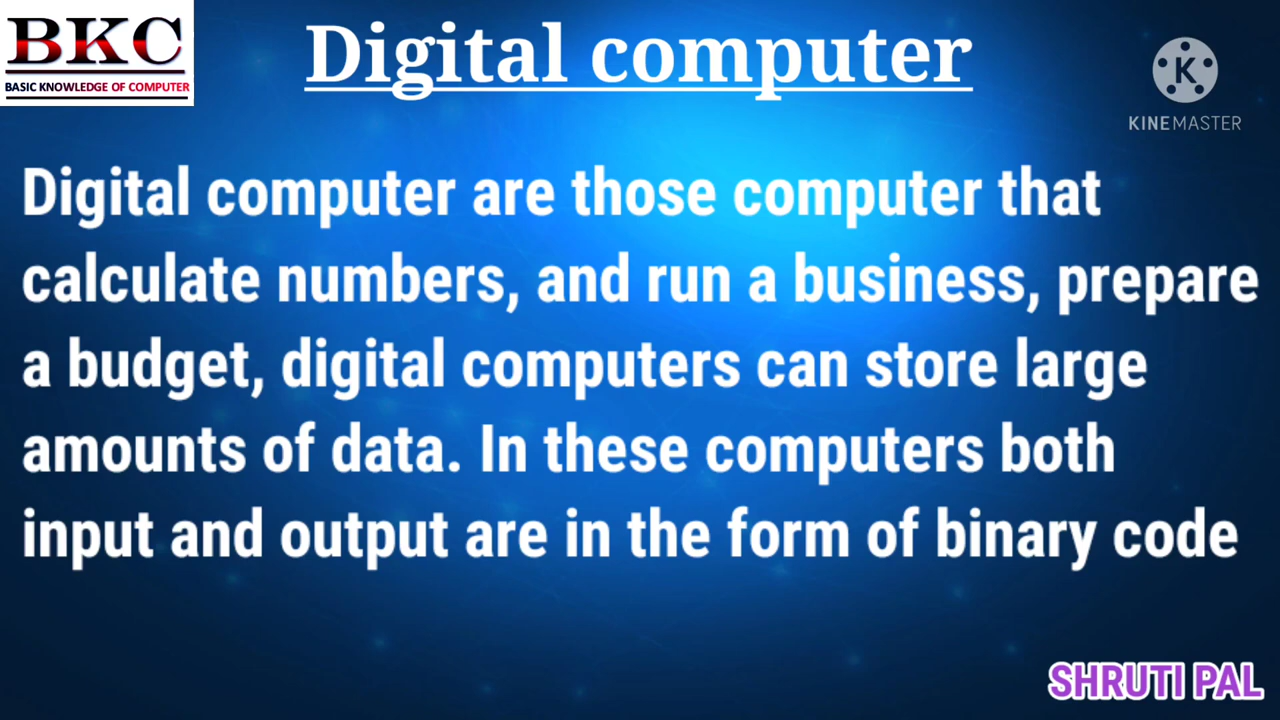 BKC
BASIC KNOWLEDGE OF COMPUTER
Digital computer
K
KINEMASTER
Digital computer are those computer that
calculate numbers, and run a business, prepare
a budget, digital computers can store large
amounts of data. In these computers both
input and output are in the form of binary code
SHRUTI PAL